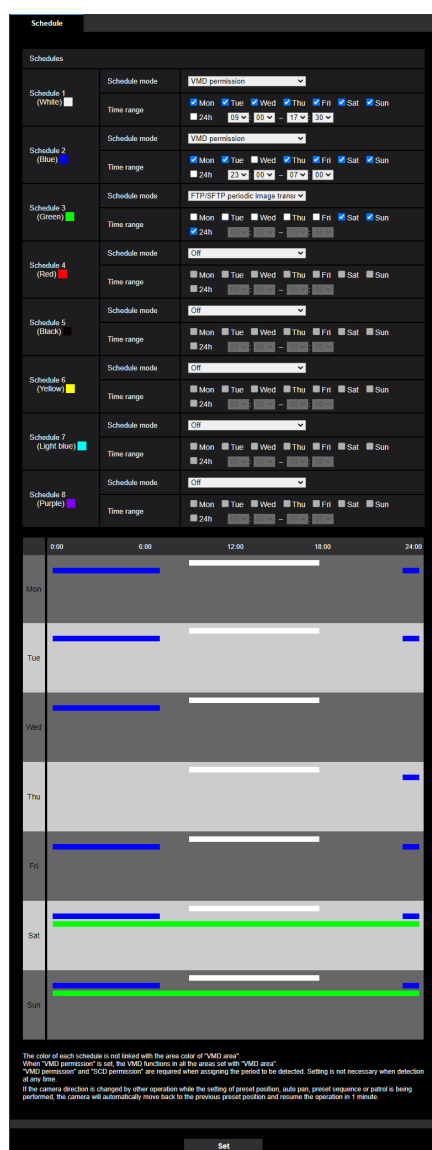 Schedule
Schedules
Schedule 1
(White)
Schedule mode
VMD permission
Time range
Mon Tue Wed Thu Fri Sat Sun
24h 09 : 00 – 17 : 30
Schedule 2
(Blue)
Schedule mode
VMD permission
Time range
Mon Tue Wed Thu Fri Sat Sun
24h 23 : 00 – 07 : 00
Schedule 3
(Green)
Schedule mode
FTP/SFTP periodic image transı
Time range
Mon Tue Wed Thu Fri Sat Sun
24h
Schedule 4
(Red)
Schedule mode
Off
Time range
Mon Tue Wed Thu Fri Sat Sun
24h
Schedule 5
(Black)
Schedule mode
Off
Time range
Mon Tue Wed Thu Fri Sat Sun
24h
Schedule 6
(Yellow)
Schedule mode
Off
Time range
Mon Tue Wed Thu Fri Sat Sun
24h
Schedule 7
(Light blue)
Schedule mode
Off
Time range
Mon Tue Wed Thu Fri Sat Sun
24h
Schedule 8
(Purple)
Schedule mode
Off
Time range
Mon Tue Wed Thu Fri Sat Sun
24h
0:00 6:00 12:00 18:00 24:00
Mon
Tue
Wed
Thu
Fri
Sat
Sun
The color of each schedule is not linked with the area color of "VMD area".
When "VMD permission" is set, the VMD functions in all the areas set with "VMD area".
"VMD permission" and "SCD permission" are required when assigning the period to be detected. Setting is not necessary when detection
at any time.
If the camera direction is changed by other operation while the setting of preset position, auto pan, preset sequence or patrol is being
performed, the camera will automatically move back to the previous preset position and resume the operation in 1 minute.
Set